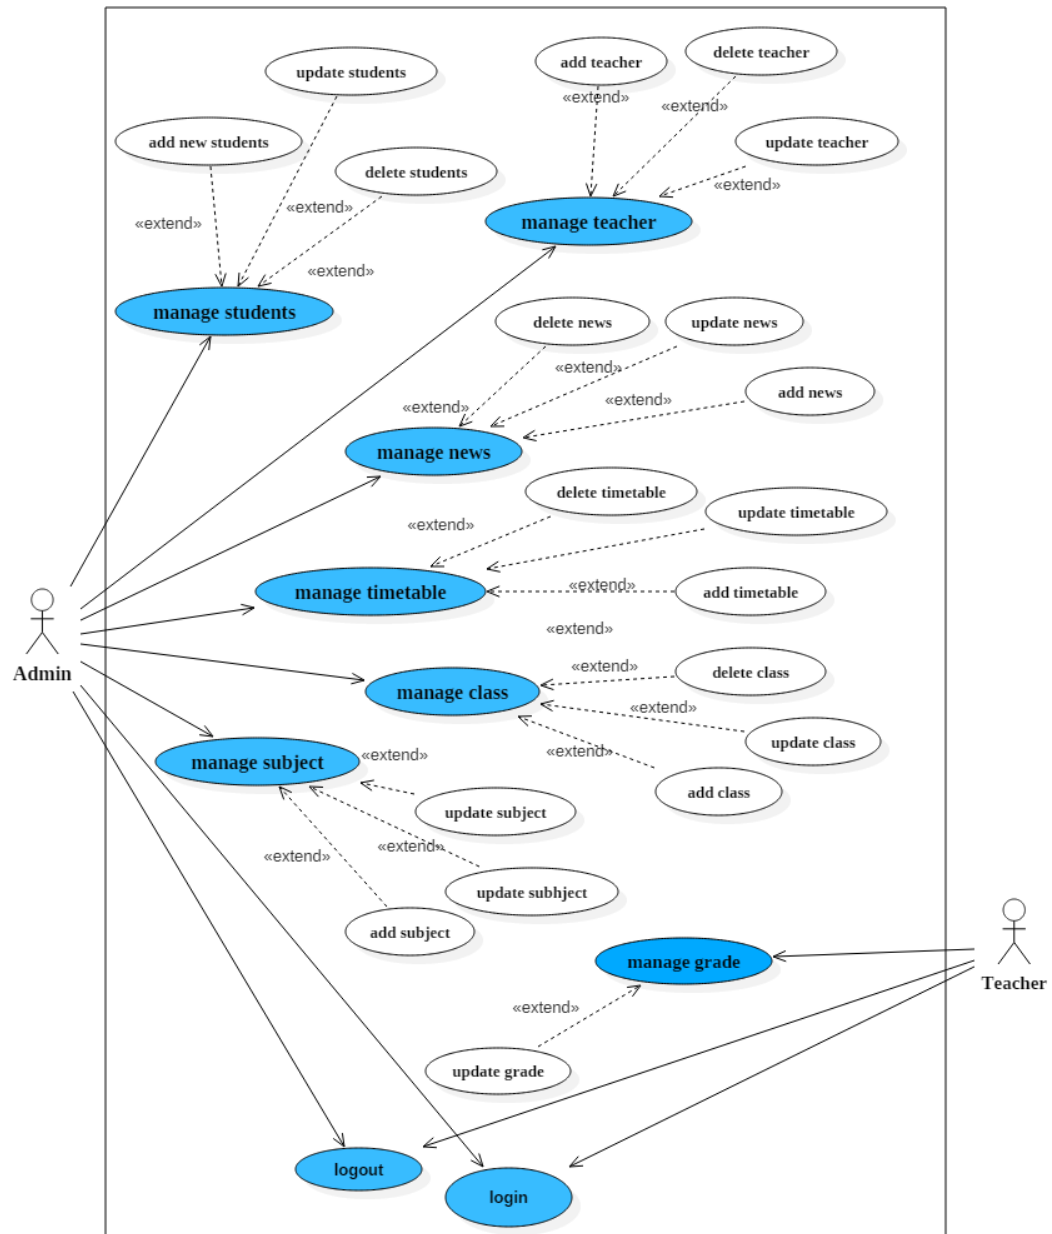 update students
add teacher
delete teacher
«extend»
«extend»
add new students
update teacher
delete students
«extend»
«extend»
«extend»
manage teacher
«extend»
manage students
delete news
update news
«extend»
add news
«extend»
«extend»
manage news
delete timetable
update timetable
«extend»
manage timetable
«extend»
add timetable
«extend»
Admin
«extend»
delete class
manage class
«extend»
update class
«extend»
manage subject
«extend»
add class
update subject
«extend»
«extend»
update subhject
add subject
manage grade
Teacher
«extend»
update grade
logout
login